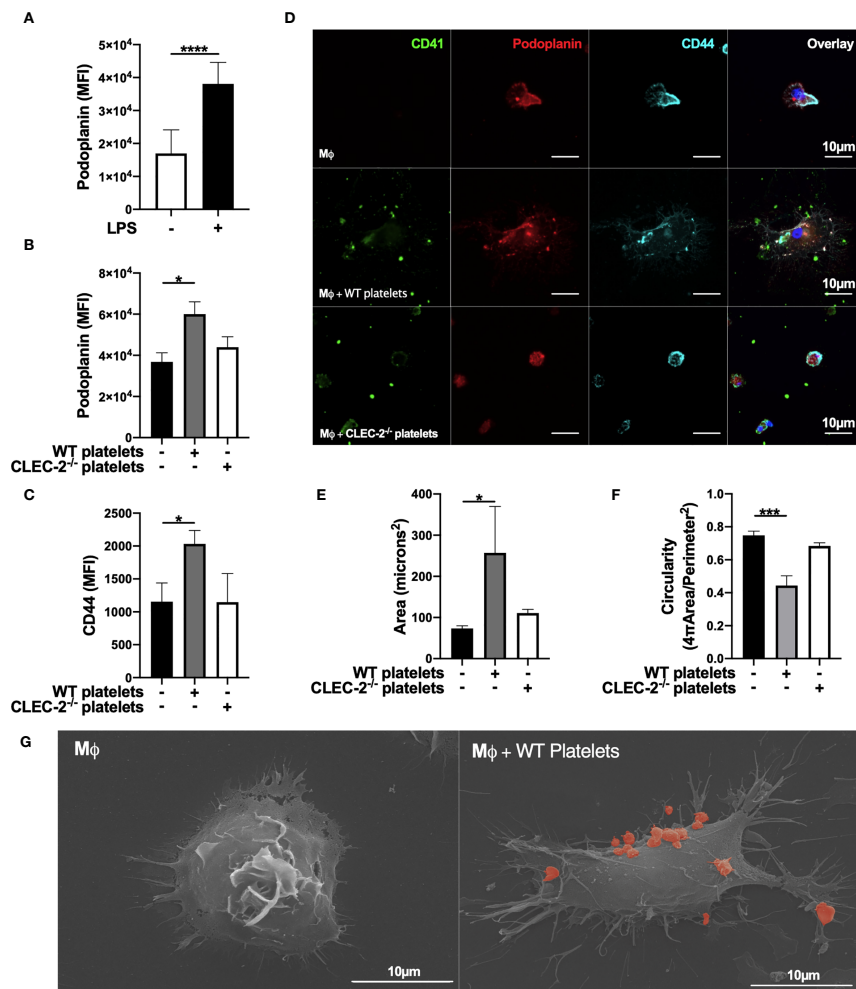 A
Podoplanin (MFI)
5×10⁴
4×10⁴
3×10⁴
2×10⁴
1×10⁴
0
****
LPS - +
B
Podoplanin (MFI)
8×10⁴
6×10⁴
4×10⁴
2×10⁴
0
*
WT platelets - + -
CLEC-2⁻/⁻ platelets - - +
C
CD44 (MFI)
2500
2000
1500
1000
500
0
*
WT platelets - + -
CLEC-2⁻/⁻ platelets - - +
D
CD41 Podoplanin CD44 Overlay
Mϕ 10µm
Mϕ + WT platelets 10µm
Mϕ + CLEC-2⁻/⁻ platelets 10µm
E
Area (microns²)
400
300
200
100
0
*
WT platelets - + -
CLEC-2⁻/⁻ platelets - - +
F
Circularity
(4πArea/Perimeter²)
1.0
0.8
0.6
0.4
0.2
0.0
***
WT platelets - + -
CLEC-2⁻/⁻ platelets - - +
G
Mϕ
10µm
Mϕ + WT Platelets
10µm